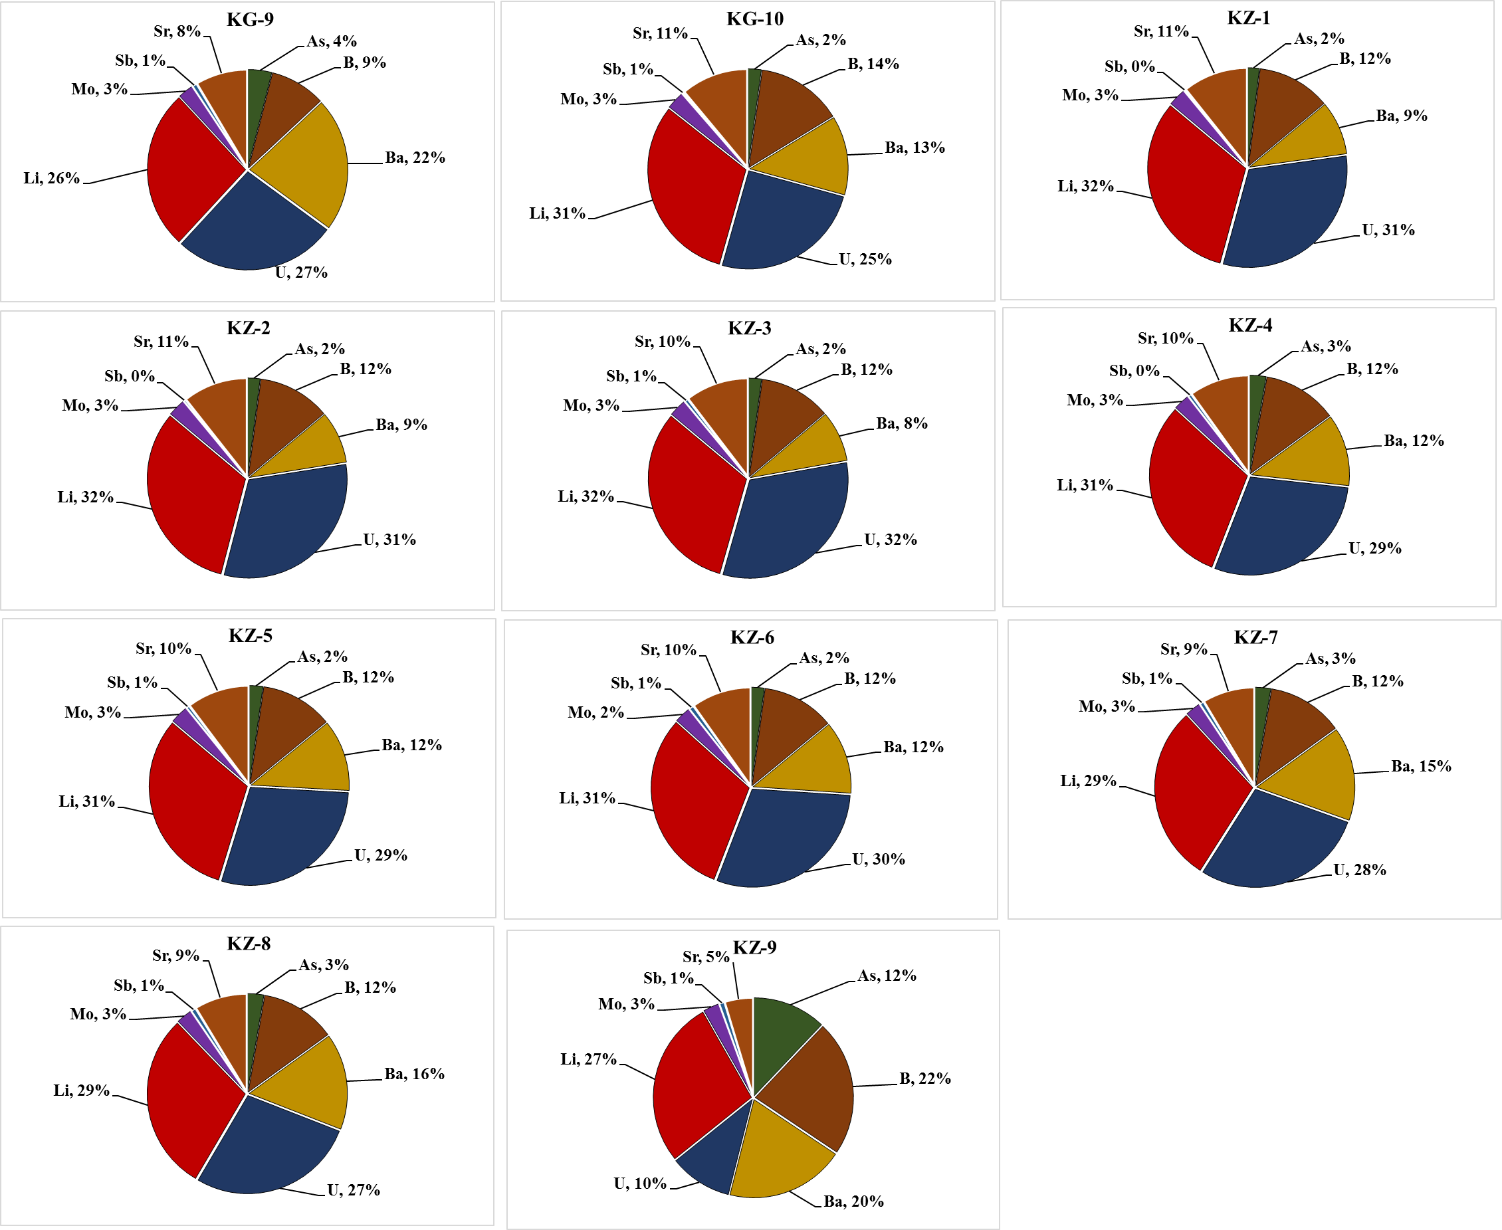 KG-9
Sr, 8%
As, 4%
Sb, 1%
B, 9%
Mo, 3%
Ba, 22%
Li, 26%
U, 27%
KG-10
Sr, 11%
As, 2%
Sb, 1%
B, 14%
Mo, 3%
Ba, 13%
Li, 31%
U, 25%
KZ-1
Sr, 11%
As, 2%
Sb, 0%
B, 12%
Mo, 3%
Ba, 9%
Li, 32%
U, 31%
KZ-2
Sr, 11%
As, 2%
Sb, 0%
B, 12%
Mo, 3%
Ba, 9%
Li, 32%
U, 31%
KZ-3
Sr, 10%
As, 2%
Sb, 1%
B, 12%
Mo, 3%
Ba, 8%
Li, 32%
U, 32%
KZ-4
Sr, 10%
As, 3%
Sb, 0%
B, 12%
Mo, 3%
Ba, 12%
Li, 31%
U, 29%
KZ-5
Sr, 10%
As, 2%
Sb, 1%
B, 12%
Mo, 3%
Ba, 12%
Li, 31%
U, 29%
KZ-6
Sr, 10%
As, 2%
Sb, 1%
B, 12%
Mo, 2%
Ba, 12%
Li, 31%
U, 30%
KZ-7
Sr, 9%
As, 3%
Sb, 1%
B, 12%
Mo, 3%
Ba, 15%
Li, 29%
U, 28%
KZ-8
Sr, 9%
As, 3%
Sb, 1%
B, 12%
Mo, 3%
Ba, 16%
Li, 29%
U, 27%
KZ-9
Sr, 5%
As, 12%
Sb, 1%
Mo, 3%
Li, 27%
B, 22%
U, 10%
Ba, 20%